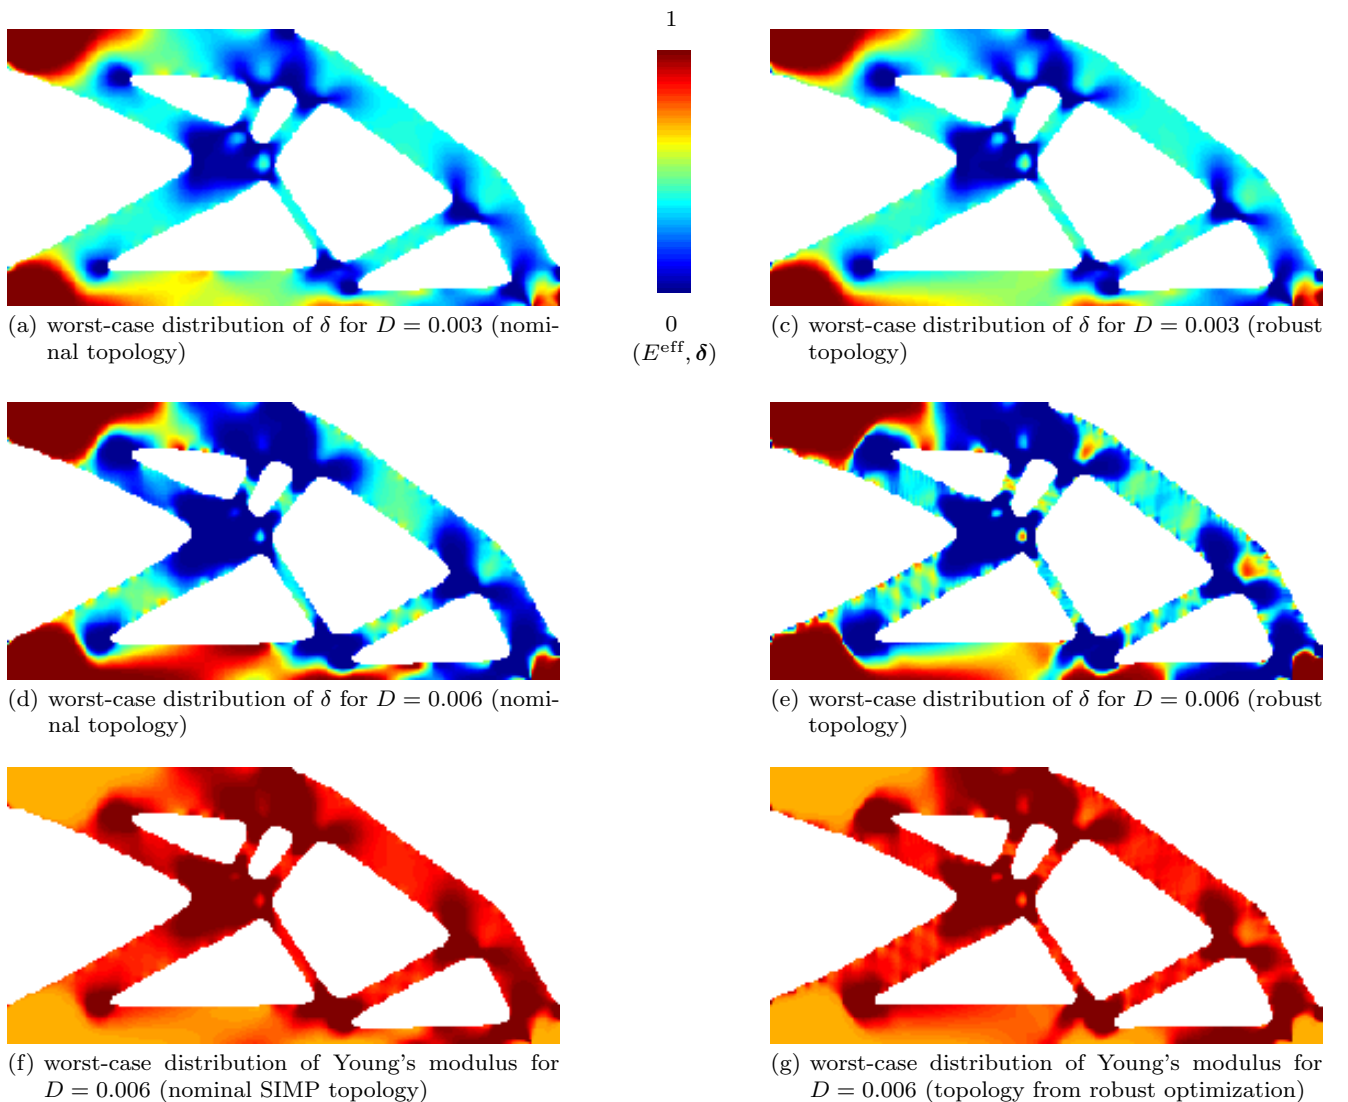 1
0
(E^eff, δ)
(a) worst-case distribution of δ for D = 0.003 (nomi-
nal topology)
(c) worst-case distribution of δ for D = 0.003 (robust
topology)
(d) worst-case distribution of δ for D = 0.006 (nomi-
nal topology)
(e) worst-case distribution of δ for D = 0.006 (robust
topology)
(f) worst-case distribution of Young's modulus for
D = 0.006 (nominal SIMP topology)
(g) worst-case distribution of Young's modulus for
D = 0.006 (topology from robust optimization)